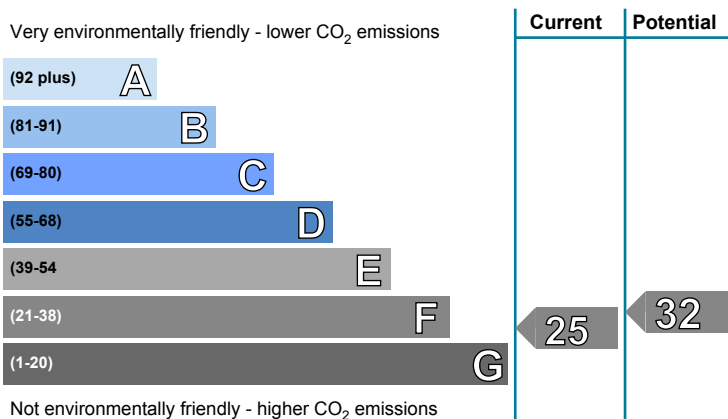 Current Potential
Very environmentally friendly - lower CO₂ emissions
(92 plus) A
(81-91) B
(69-80) C
(55-68) D
(39-54 E
(21-38) F
25 32
(1-20) G
Not environmentally friendly - higher CO₂ emissions